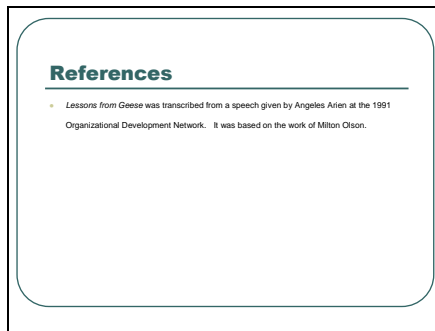 References
Lessons from Geese was transcribed from a speech given by Angeles Arien at the 1991
Organizational Development Network. It was based on the work of Milton Olson.